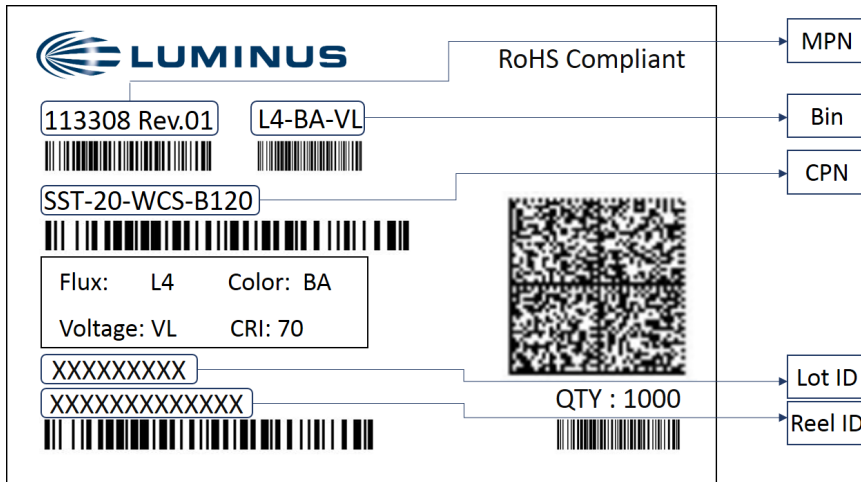 LUMINUS
RoHS Compliant
MPN
113308 Rev.01
L4-BA-VL
Bin
SST-20-WCS-B120
CPN
Flux: L4 Color: BA
Voltage: VL CRI: 70
XXXXXXXXX
Lot ID
XXXXXXXXXXXXX
QTY : 1000
Reel ID